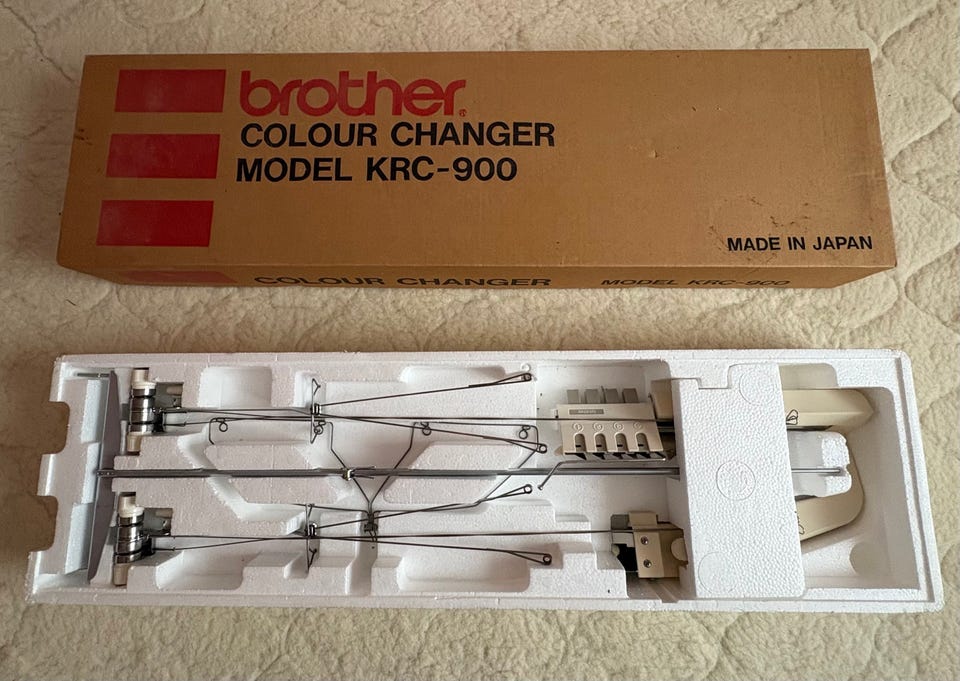 brother®
COLOUR CHANGER
MODEL KRC-900
MADE IN JAPAN
COLOUR CHANGER MODEL KRC-900